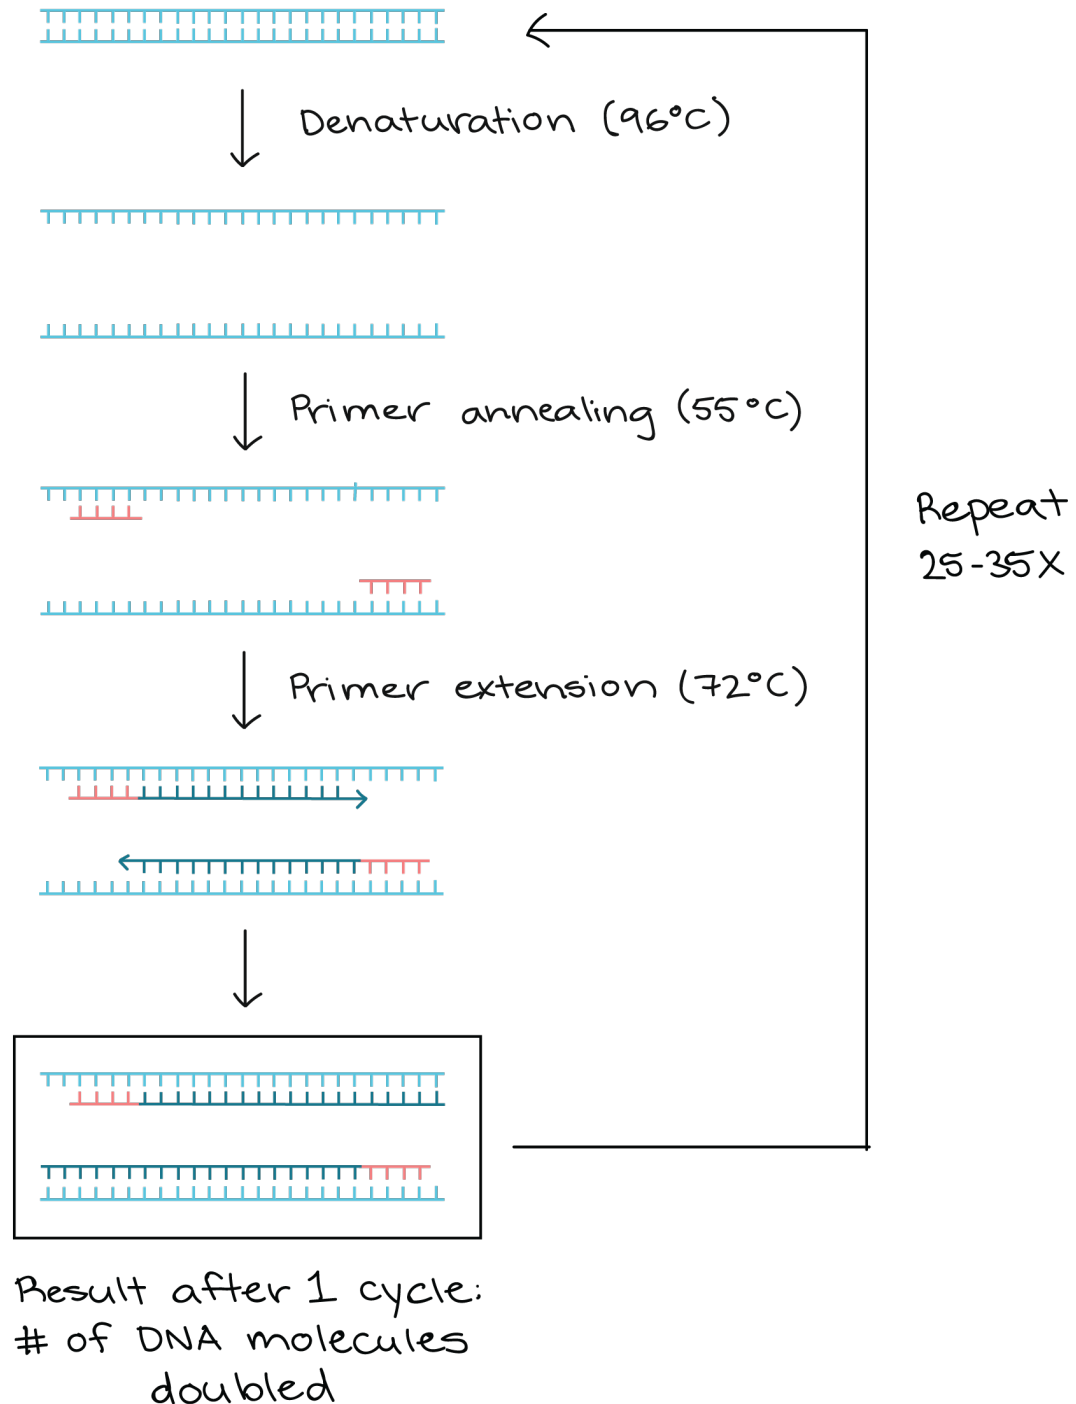 Denaturation (96°C)
Primer annealing (55°C)
Repeat
25-35X
Primer extension (72°C)
Result after 1 cycle:
# of DNA molecules
doubled